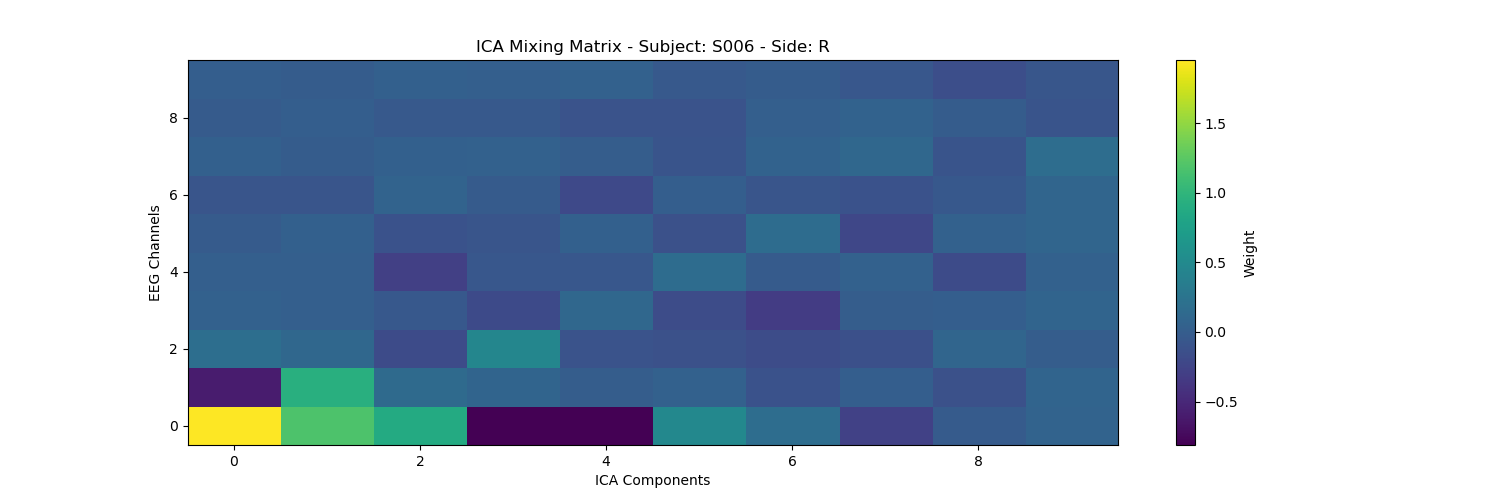 ICA Mixing Matrix - Subject: S006 - Side: R
EEG Channels
8
6
4
2
0
0 2 4 6 8
ICA Components
1.5
1.0
0.5
0.0
−0.5
Weight